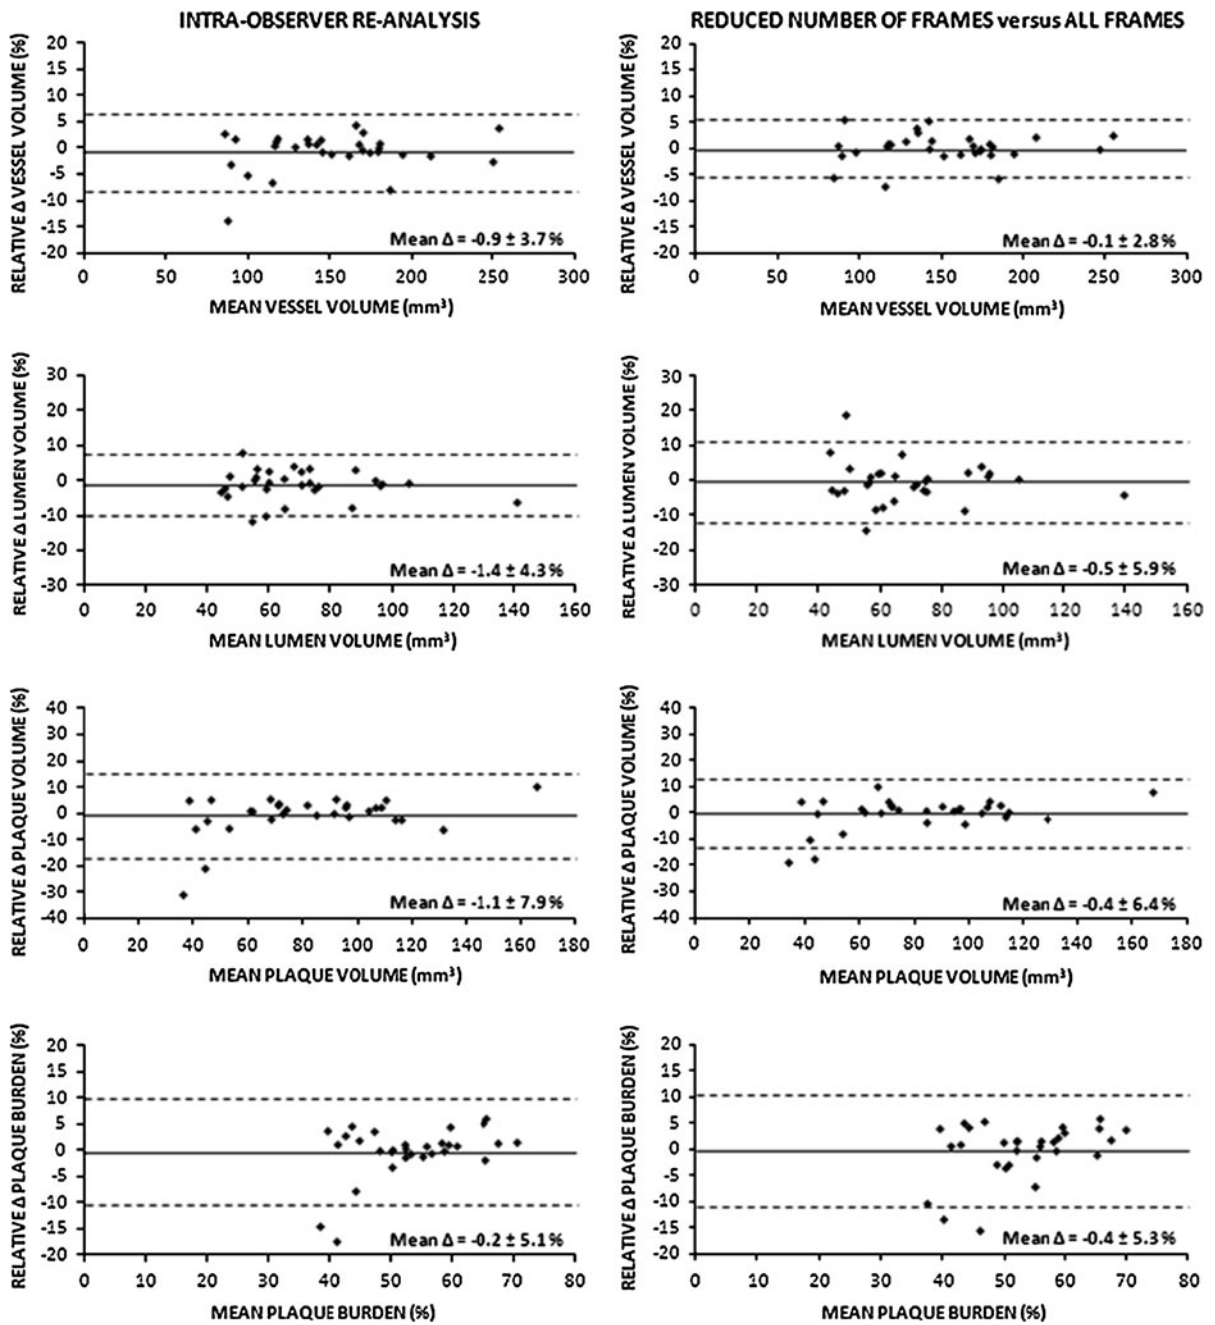 INTRA-OBSERVER RE-ANALYSIS
RELATIVE Δ VESSEL VOLUME (%)
20
15
10
5
0
-5
-10
-15
-20
Mean Δ = -0.9 ± 3.7%
0 50 100 150 200 250 300
MEAN VESSEL VOLUME (mm³)
REDUCED NUMBER OF FRAMES versus ALL FRAMES
RELATIVE Δ VESSEL VOLUME (%)
20
15
10
5
0
-5
-10
-15
-20
Mean Δ = -0.1 ± 2.8%
0 50 100 150 200 250 300
MEAN VESSEL VOLUME (mm³)
RELATIVE Δ LUMEN VOLUME (%)
30
20
10
0
-10
-20
-30
Mean Δ = -1.4 ± 4.3%
0 20 40 60 80 100 120 140 160
MEAN LUMEN VOLUME (mm³)
RELATIVE Δ LUMEN VOLUME (%)
30
20
10
0
-10
-20
-30
Mean Δ = -0.5 ± 5.9%
0 20 40 60 80 100 120 140 160
MEAN LUMEN VOLUME (mm³)
RELATIVE Δ PLAQUE VOLUME (%)
40
30
20
10
0
-10
-20
-30
-40
Mean Δ = -1.1 ± 7.9%
0 20 40 60 80 100 120 140 160 180
MEAN PLAQUE VOLUME (mm³)
RELATIVE Δ PLAQUE VOLUME (%)
40
30
20
10
0
-10
-20
-30
-40
Mean Δ = -0.4 ± 6.4%
0 20 40 60 80 100 120 140 160 180
MEAN PLAQUE VOLUME (mm³)
RELATIVE Δ PLAQUE BURDEN (%)
20
15
10
5
0
-5
-10
-15
-20
Mean Δ = -0.2 ± 5.1%
0 10 20 30 40 50 60 70 80
MEAN PLAQUE BURDEN (%)
RELATIVE Δ PLAQUE BURDEN (%)
20
15
10
5
0
-5
-10
-15
-20
Mean Δ = -0.4 ± 5.3%
0 10 20 30 40 50 60 70 80
MEAN PLAQUE BURDEN (%)